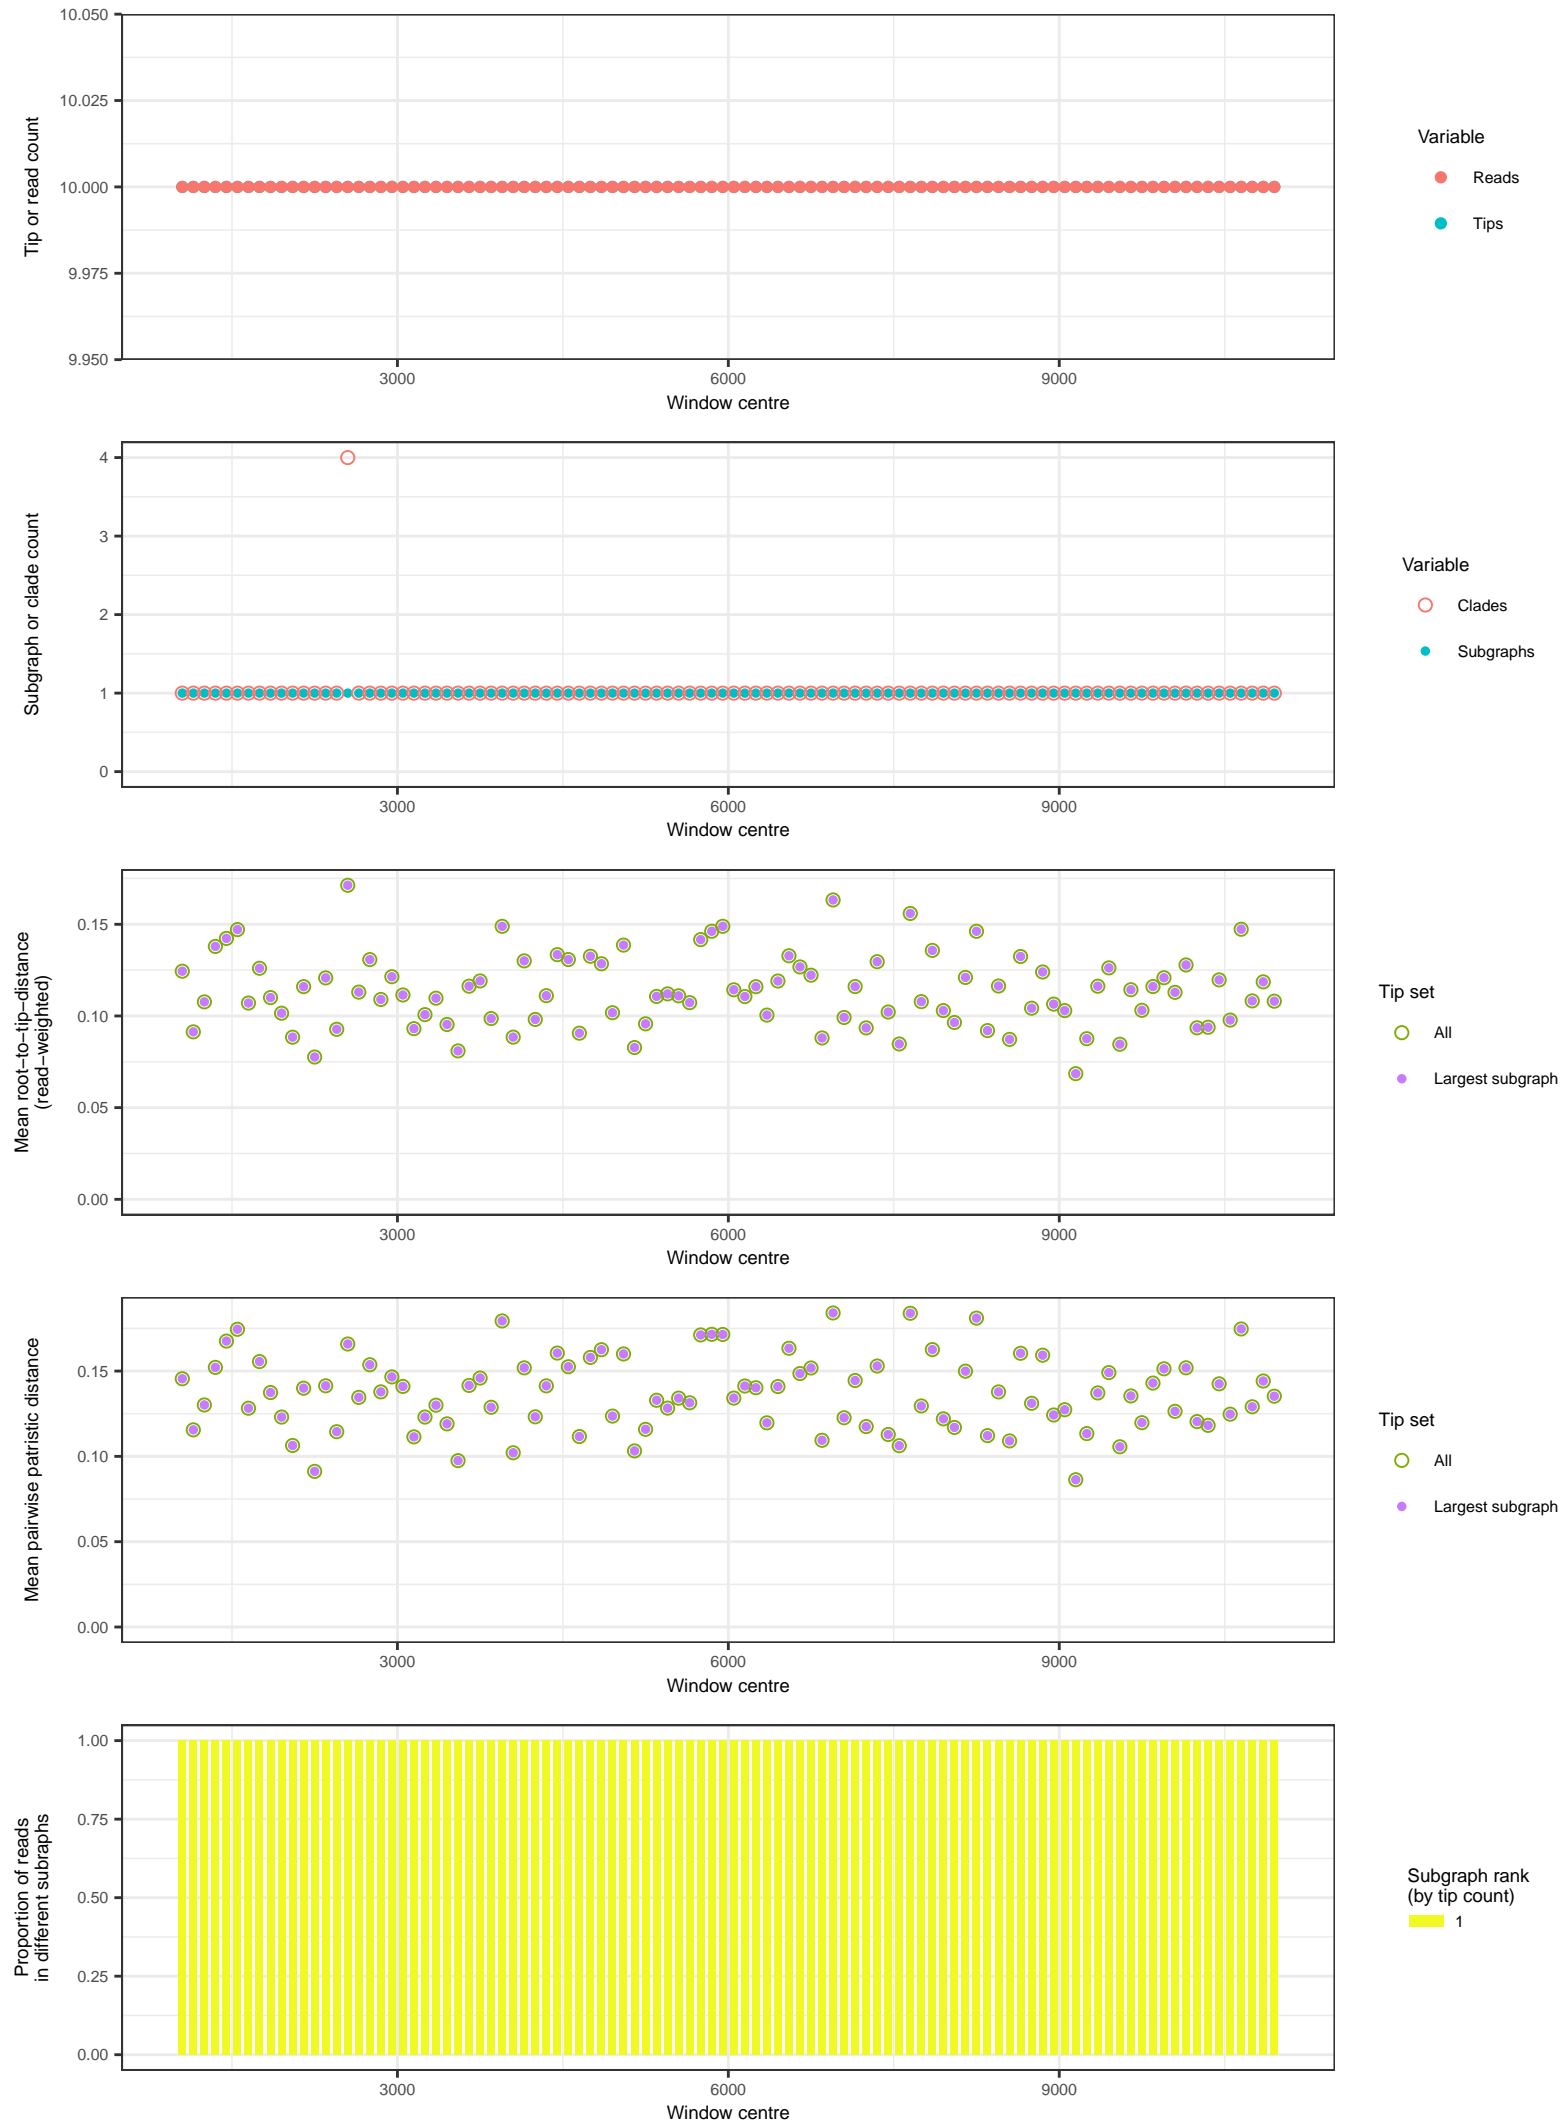 10.050
10.025
10.000
9.975
9.950
Tip or read count
3000 6000 9000
Window centre
Variable
Reads
Tips
4
3
2
1
0
Subgraph or clade count
3000 6000 9000
Window centre
Variable
Clades
Subgraphs
0.15
0.10
0.05
0.00
Mean root−to−tip−distance
(read−weighted)
3000 6000 9000
Window centre
Tip set
All
Largest subgraph
0.15
0.10
0.05
0.00
Mean pairwise patristic distance
3000 6000 9000
Window centre
Tip set
All
Largest subgraph
1.00
0.75
0.50
0.25
0.00
Proportion of reads
in different subraphs
3000 6000 9000
Window centre
Subgraph rank
(by tip count)
1